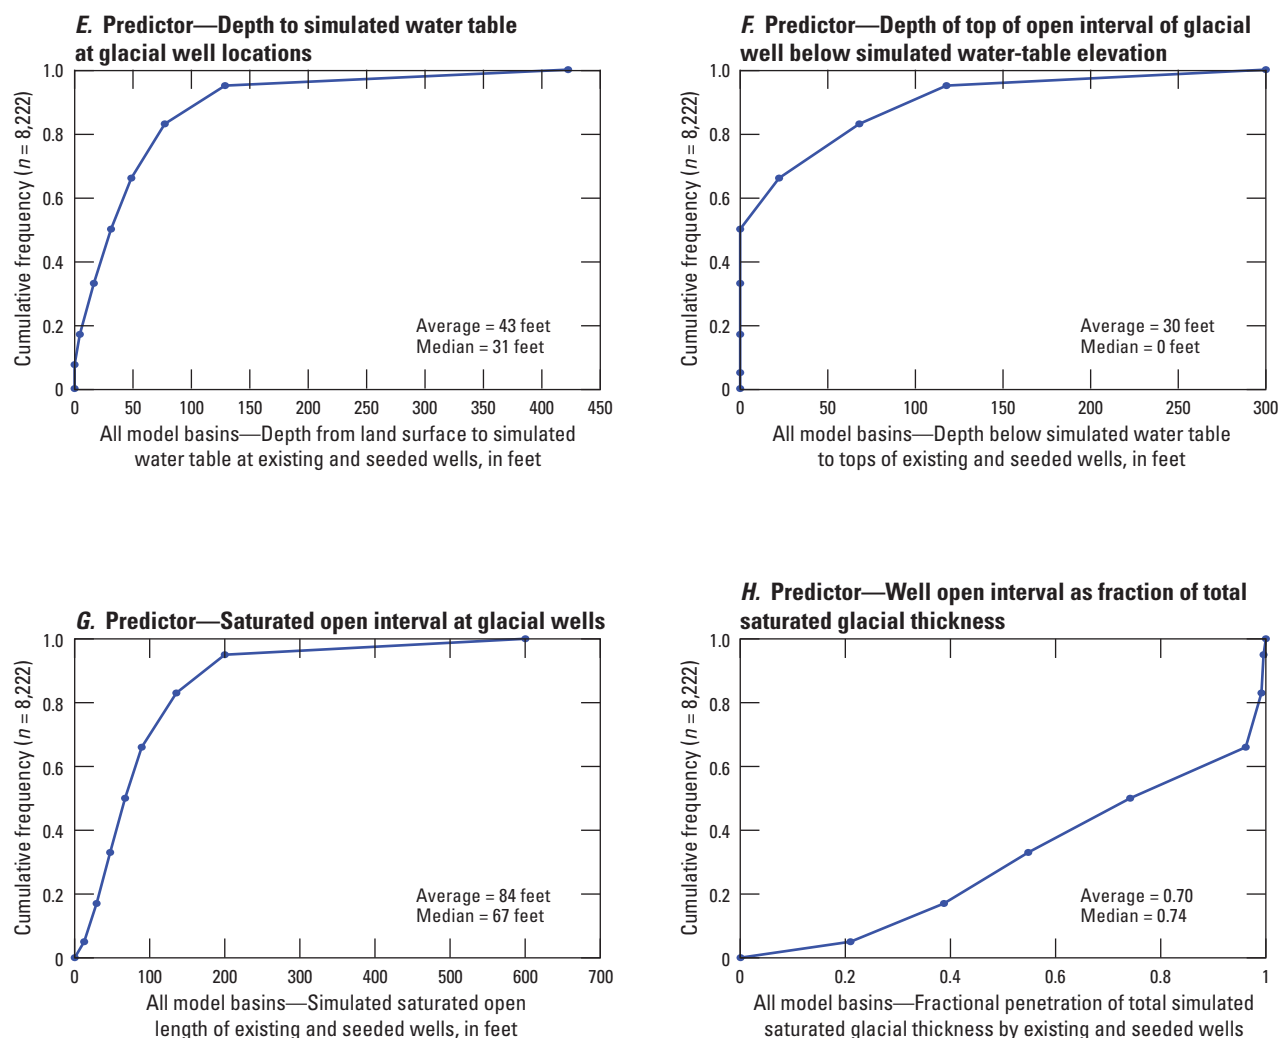 E. Predictor—Depth to simulated water table
at glacial well locations
Cumulative frequency (n = 8,222)
1.0
0.8
0.6
0.4
0.2
0
Average = 43 feet
Median = 31 feet
0 50 100 150 200 250 300 350 400 450
All model basins—Depth from land surface to simulated
water table at existing and seeded wells, in feet
F. Predictor—Depth of top of open interval of glacial
well below simulated water-table elevation
Cumulative frequency (n = 8,222)
1.0
0.8
0.6
0.4
0.2
0
Average = 30 feet
Median = 0 feet
0 50 100 150 200 250 300
All model basins—Depth below simulated water table
to tops of existing and seeded wells, in feet
G. Predictor—Saturated open interval at glacial wells
Cumulative frequency (n = 8,222)
1.0
0.8
0.6
0.4
0.2
0
Average = 84 feet
Median = 67 feet
0 100 200 300 400 500 600 700
All model basins—Simulated saturated open
length of existing and seeded wells, in feet
H. Predictor—Well open interval as fraction of total
saturated glacial thickness
Cumulative frequency (n = 8,222)
1.0
0.8
0.6
0.4
0.2
0
Average = 0.70
Median = 0.74
0 0.2 0.4 0.6 0.8 1
All model basins—Fractional penetration of total simulated
saturated glacial thickness by existing and seeded wells